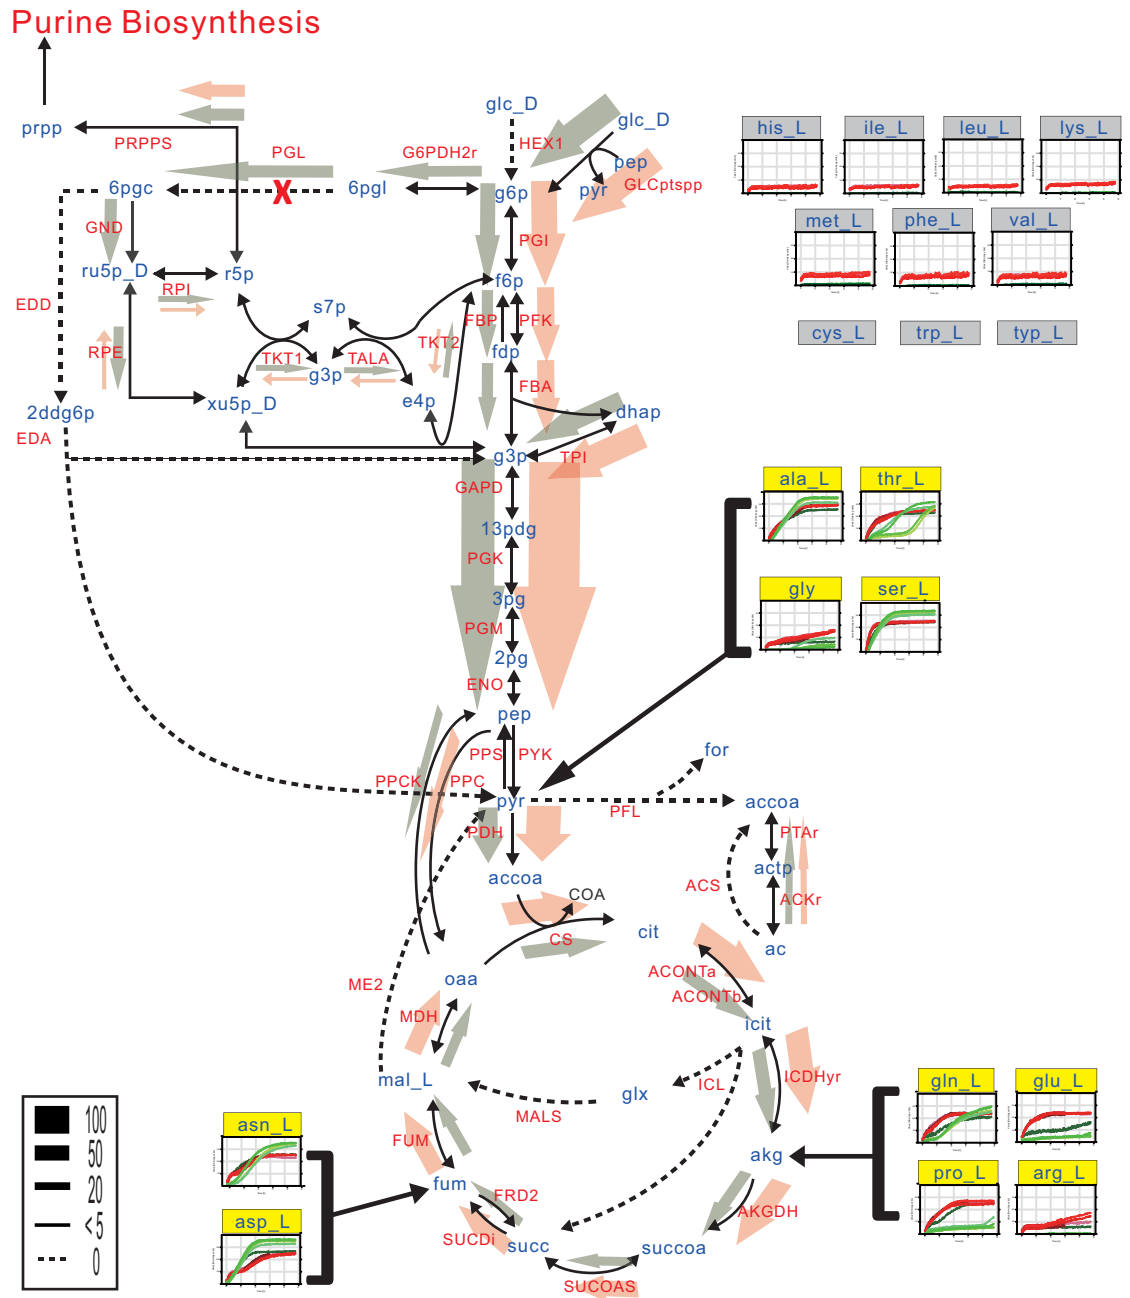 Purine Biosynthesis
prpp
PRPPS
glc_D
glc_D
HEX1
pep
pyr
GLCptspp
PGL
G6PDH2r
6pgc
6pgl
X
g6p
GND
PGI
ru5p_D
r5p
RPI
f6p
EDD
s7p
FBP
PFK
RPE
TKT1
TALA
TKT2
fdp
g3p
FBA
2ddg6p
xu5p_D
e4p
dhap
EDA
g3p
TPI
GAPD
13pdg
PGK
3pg
PGM
2pg
ENO
pep
PPS
PYK
PPCK
PPC
pyr
PFL
for
accoa
PDH
PTAr
accoa
actp
ACS
ACKr
COA
CS
cit
ac
oaa
ACONTa
ACONTb
ME2
MDH
icit
mal_L
ICL
ICDHyr
glx
MALS
FUM
akg
fum
FRD2
AKGDH
SUCDi
succ
succoa
SUCOAS
his_L
ile_L
leu_L
lys_L
met_L
phe_L
val_L
cys_L
trp_L
typ_L
ala_L
thr_L
gly
ser_L
gln_L
glu_L
pro_L
arg_L
asn_L
asp_L
100
50
20
<5
0